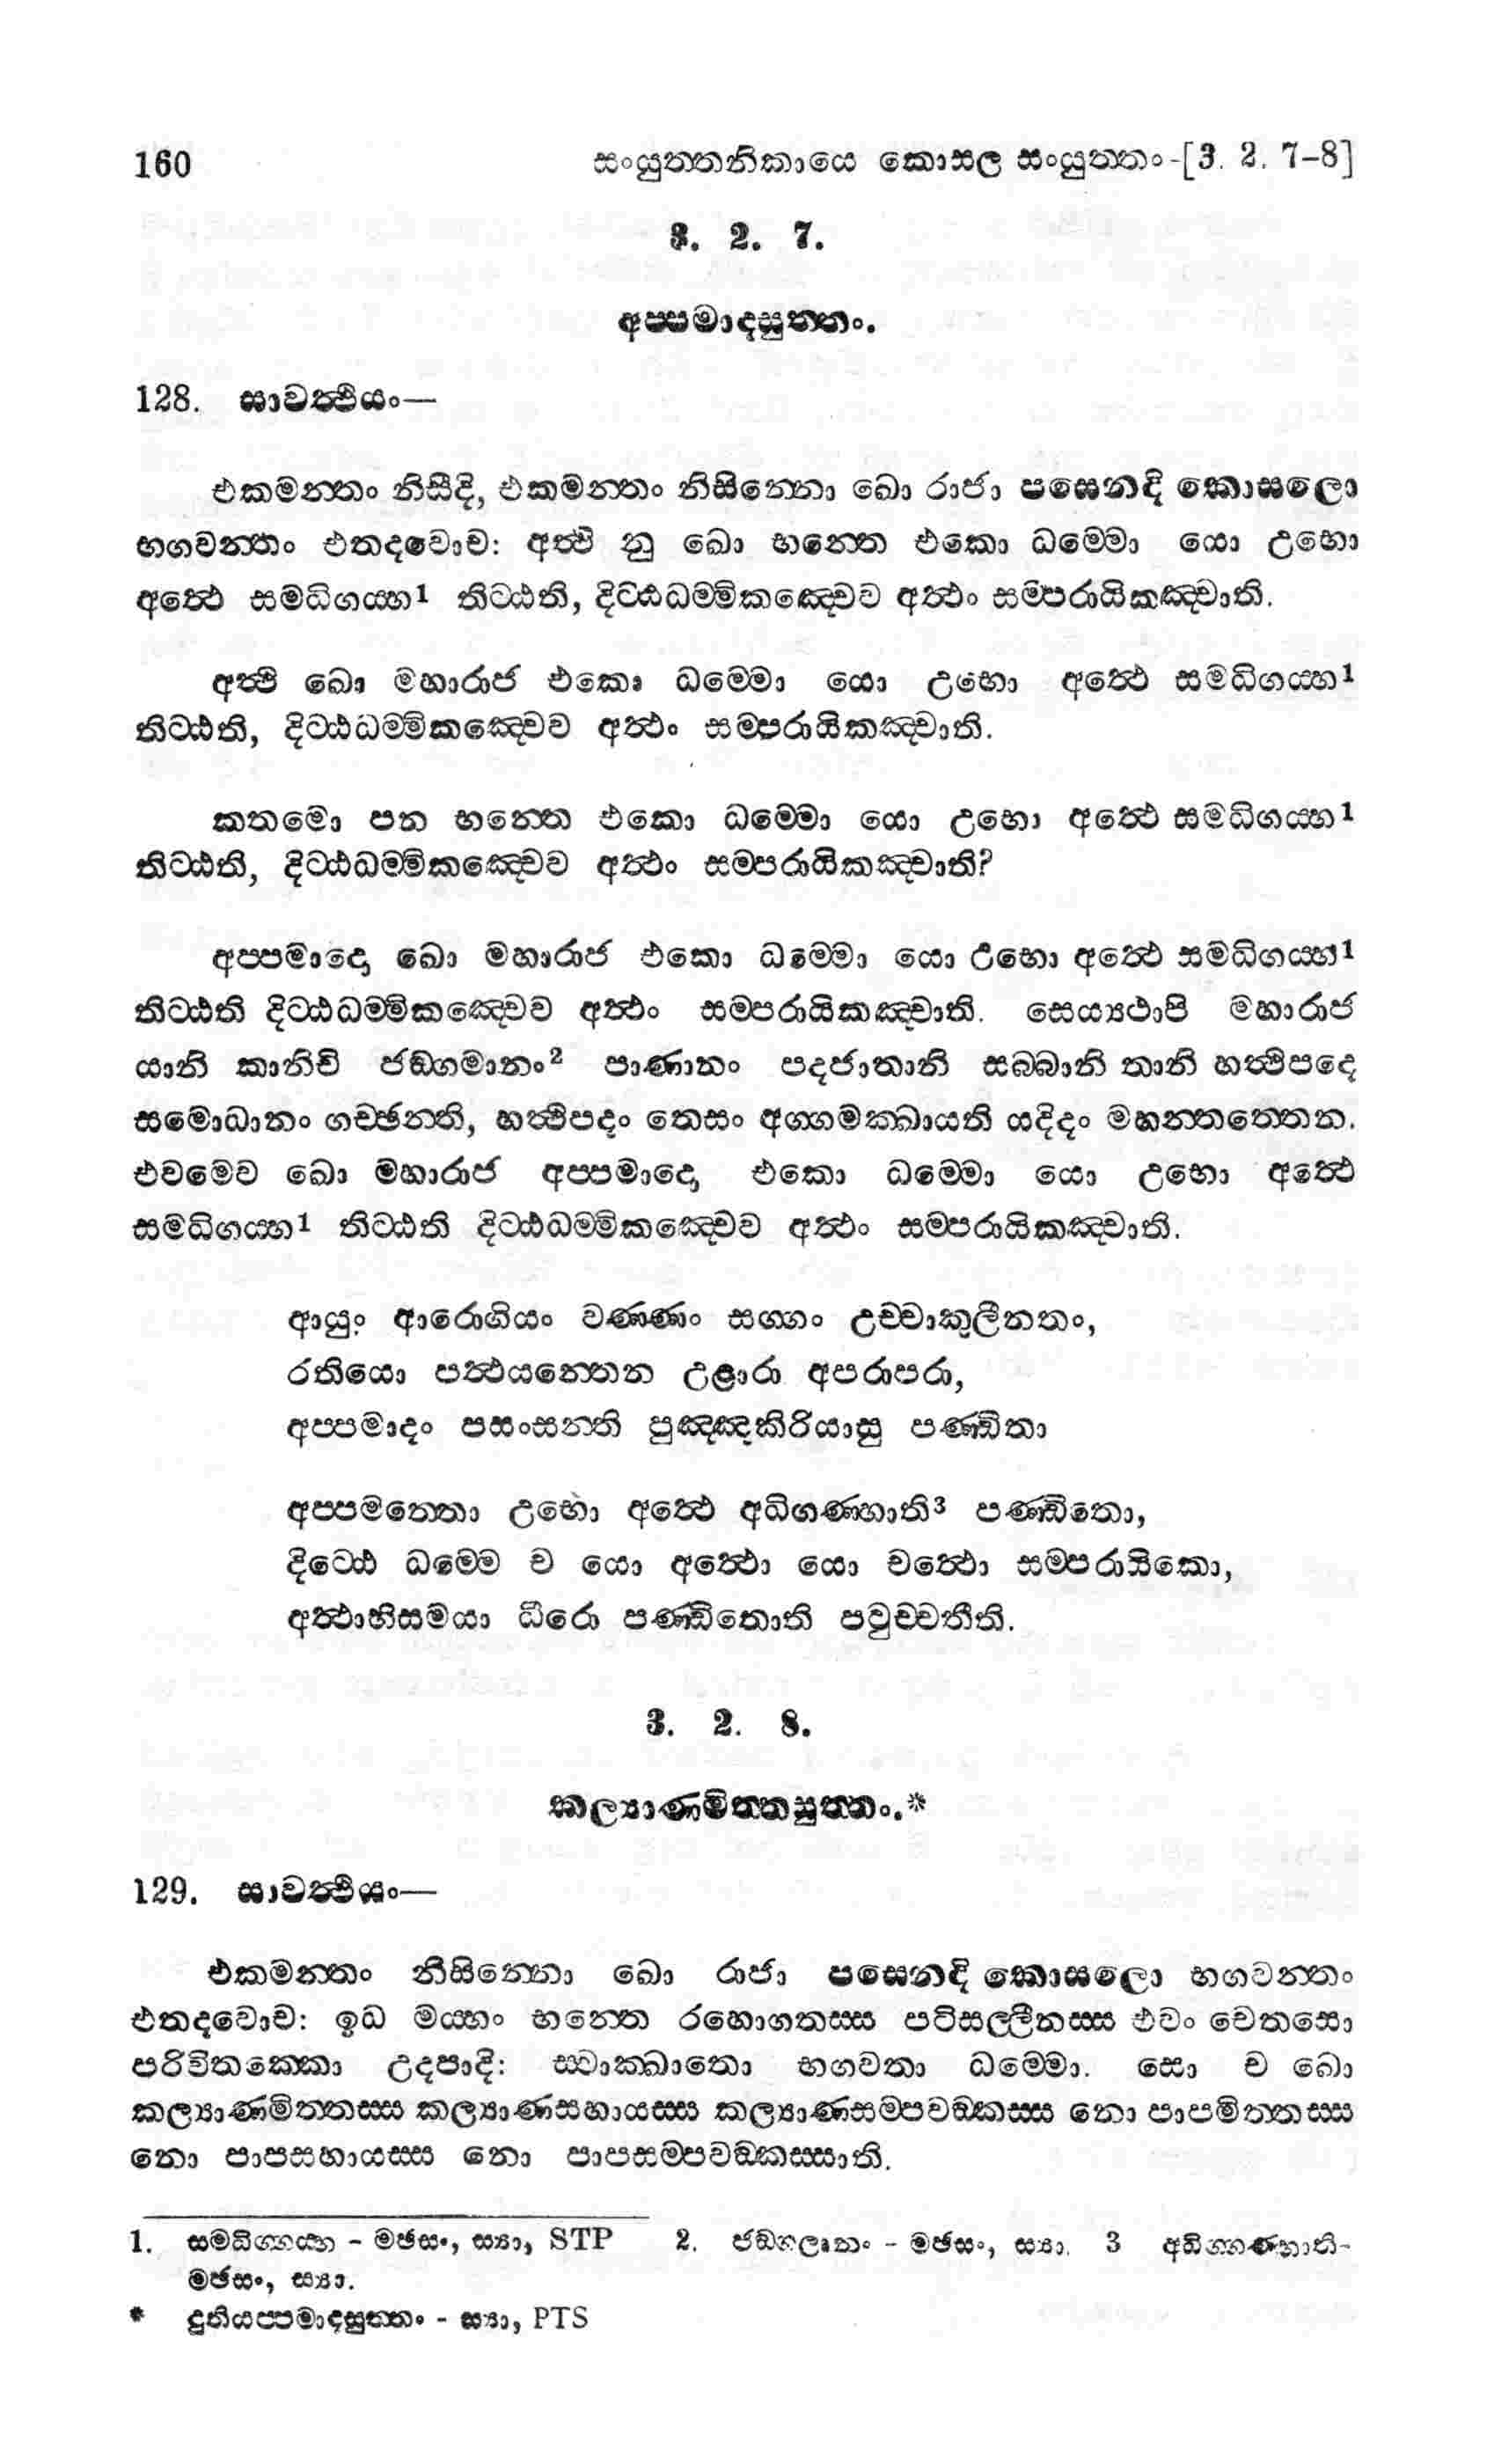 160 සංයුත්තනිකායෙ කොසල සංයුත්තං-[3. 2. 7-8]
3. 2. 7.
අප්පමාදසුත්තං.
128. සාවත්ථියං—
එකමන්තං නිසීදි, එකමන්තං නිසින්නො ඛො රාජා පසෙනදි කොසලො
භගවන්තං එතදවොච: අත්ථි නු ඛො භන්තෙ එකො ධම්මො යො උභො
අත්ථෙ සමධිගය්හ1 තිට්ඨති, දිට්ඨධම්මිකඤ්චෙව අත්ථං සම්පරායිකඤ්චාති.
අත්ථි ඛො මහාරාජ එකො ධම්මො යො උභො අත්ථෙ සමධිගය්හ1
තිට්ඨති, දිට්ඨධම්මිකඤ්චෙව අත්ථං සම්පරායිකඤ්චාති.
කතමො පන භන්තෙ එකො ධම්මො යො උභො අත්ථෙ සමධිගය්හ1
තිට්ඨති, දිට්ඨධම්මිකඤ්චෙව අත්ථං සම්පරායිකඤ්චාති?
අප්පමාදො ඛො මහාරාජ එකො ධම්මො යො උභො අත්ථෙ සමධිගය්හ1
තිට්ඨති දිට්ඨධම්මිකඤ්චෙව අත්ථං සම්පරායිකඤ්චාති. සෙය්‍යථාපි මහාරාජ
යානි කානිචි ජඞ්ගමානං2 පාණානං පදජාතානි සබ්බානි තානි හත්ථිපදෙ
සමොධානං ගච්ඡන්ති, හත්ථිපදං තෙසං අග්ගමක්ඛායති යදිදං මහන්තත්තෙන.
එවමෙව ඛො මහාරාජ අප්පමාදො, එකො ධම්මො යො උභො අත්ථෙ
සමධිගය්හ1 තිට්ඨති දිට්ඨධම්මිකඤ්චෙව අත්ථං සම්පරායිකඤ්චාති.
ආයුං ආරොගියං වණ්ණං සග්ගං උච්චාකුලීනතං,
රතියො පත්ථයන්තෙන උළාරා අපරාපරා,
අප්පමාදං පසංසන්ති පුඤ්ඤකිරියාසු පණ්ඩිතා
අප්පමත්තො උභො අත්ථෙ අධිගණ්හාති3 පණ්ඩිතො,
දිට්ඨෙ ධම්මෙ ච යො අත්ථො යො චත්ථො සම්පරායිකො,
අත්ථාභිසමයා ධීරො පණ්ඩිතොති පවුච්චතීති.
3. 2. 8.
කල්‍යාණමිත්තසුත්තං.*
129. සාවත්ථියං—
එකමන්තං නිසින්නො ඛො රාජා පසෙනදි කොසලො භගවන්තං
එතදවොච: ඉධ මය්හං භන්තෙ රහොගතස්ස පටිසල්ලීනස්ස එවං චෙතසො
පරිවිතක්කො උදපාදි: ස්වාක්ඛාතො භගවතා ධම්මො. සො ච ඛො
කල්‍යාණමිත්තස්ස කල්‍යාණසහායස්ස කල්‍යාණසම්පවඞ්කස්ස නො පාපමිත්තස්ස
නො පාපසහායස්ස නො පාපසම්පවඞ්කස්සාති.
1. සමධිග්ගය්හ - මඡසං, ස්‍යා, STP 2. ජඞ්ගලානං - මඡසං, ස්‍යා. 3 අධිග්ගණ්හාති-
මඡසං, ස්‍යා.
* දුතියප්පමාදසුත්තං - ස්‍යා, PTS